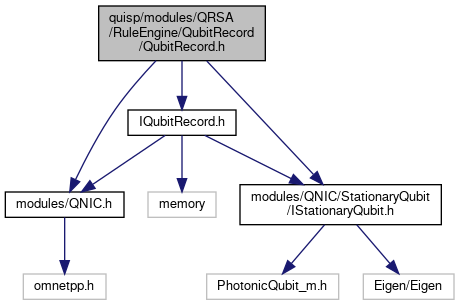 quisp/modules/QRSA
/RuleEngine/QubitRecord
/QubitRecord.h
IQubitRecord.h
modules/QNIC.h
memory
modules/QNIC/StationaryQubit
/IStationaryQubit.h
omnetpp.h
PhotonicQubit_m.h
Eigen/Eigen